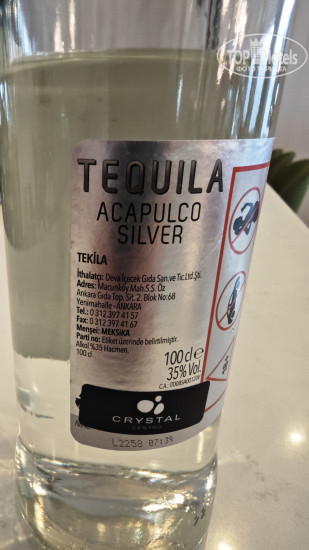 TOP Hotels
TEQUILA
ACAPULCO
SILVER
TEKİLA
İthalatçı: Deva İçecek Gıda San.ve Tic.Ltd.Şti.
Adres: Macunköy Mah.S.S. Öz
Ankara Gıda Top. Sit. 2. Blok No:68
Yenimahalle -ANKARA
Tel.: 0 312.397 41 57
Fax: 0 312.397 41 67
Menşei: MEKSİKA
Parti no: Etiket üzerinde belirtilmiştir.
Alkol %35 Hacmen.
100 cl.
100 cl e
35% Vol.
CRYSTAL
CENTRO
L2258 07:39